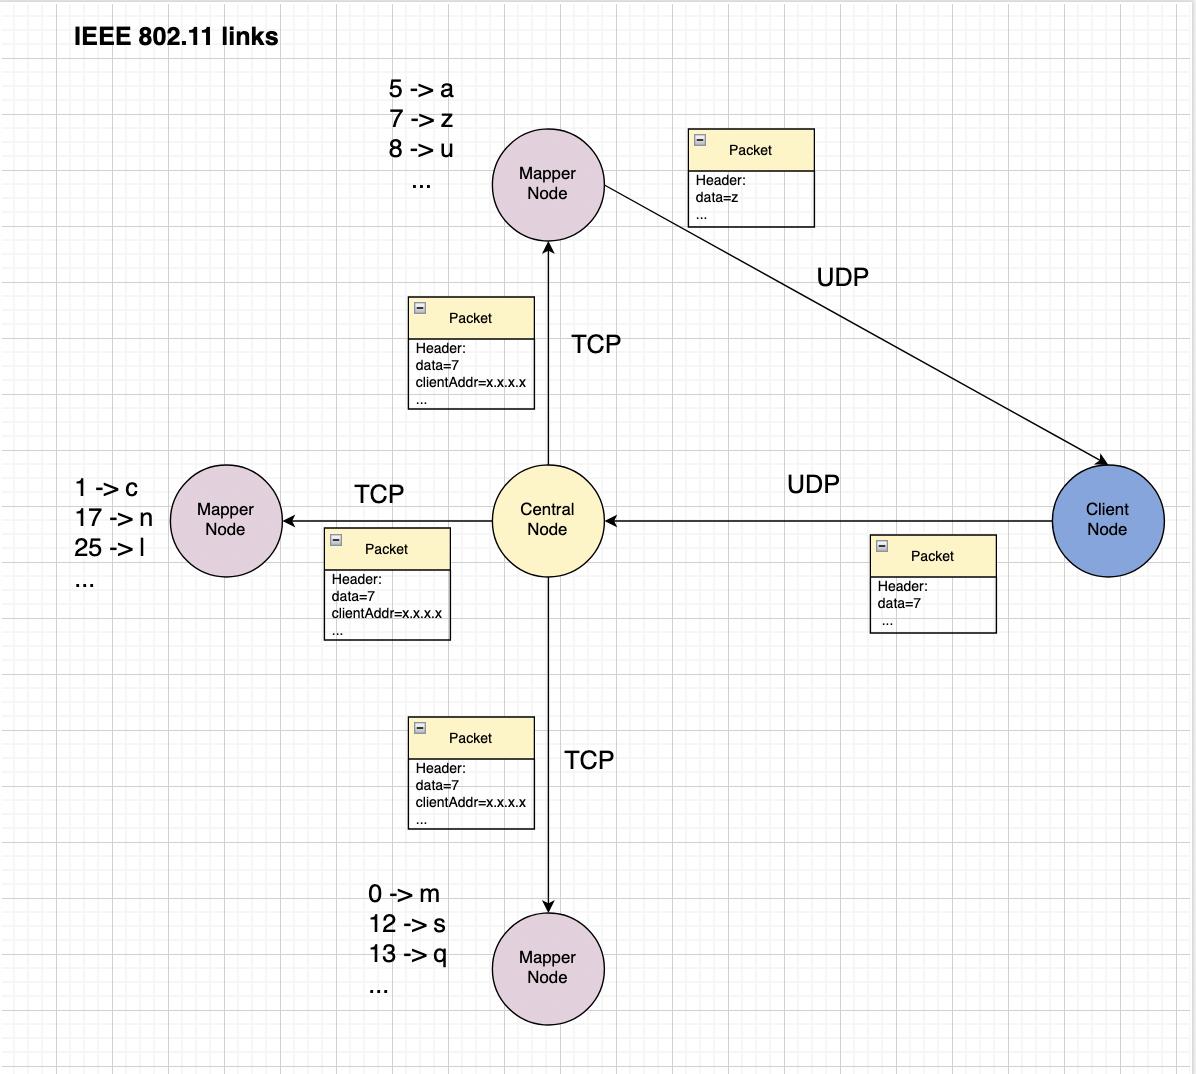 IEEE 802.11 links
5 -> a
7 -> z
8 -> u
...
Mapper
Node
Packet
Header:
data=z
...
UDP
Packet
Header:
data=7
clientAddr=x.x.x.x
...
TCP
1 -> c
17 -> n
25 -> l
...
Mapper
Node
TCP
Packet
Header:
data=7
clientAddr=x.x.x.x
...
Central
Node
UDP
Packet
Header:
data=7
...
Client
Node
Packet
Header:
data=7
clientAddr=x.x.x.x
...
TCP
0 -> m
12 -> s
13 -> q
...
Mapper
Node